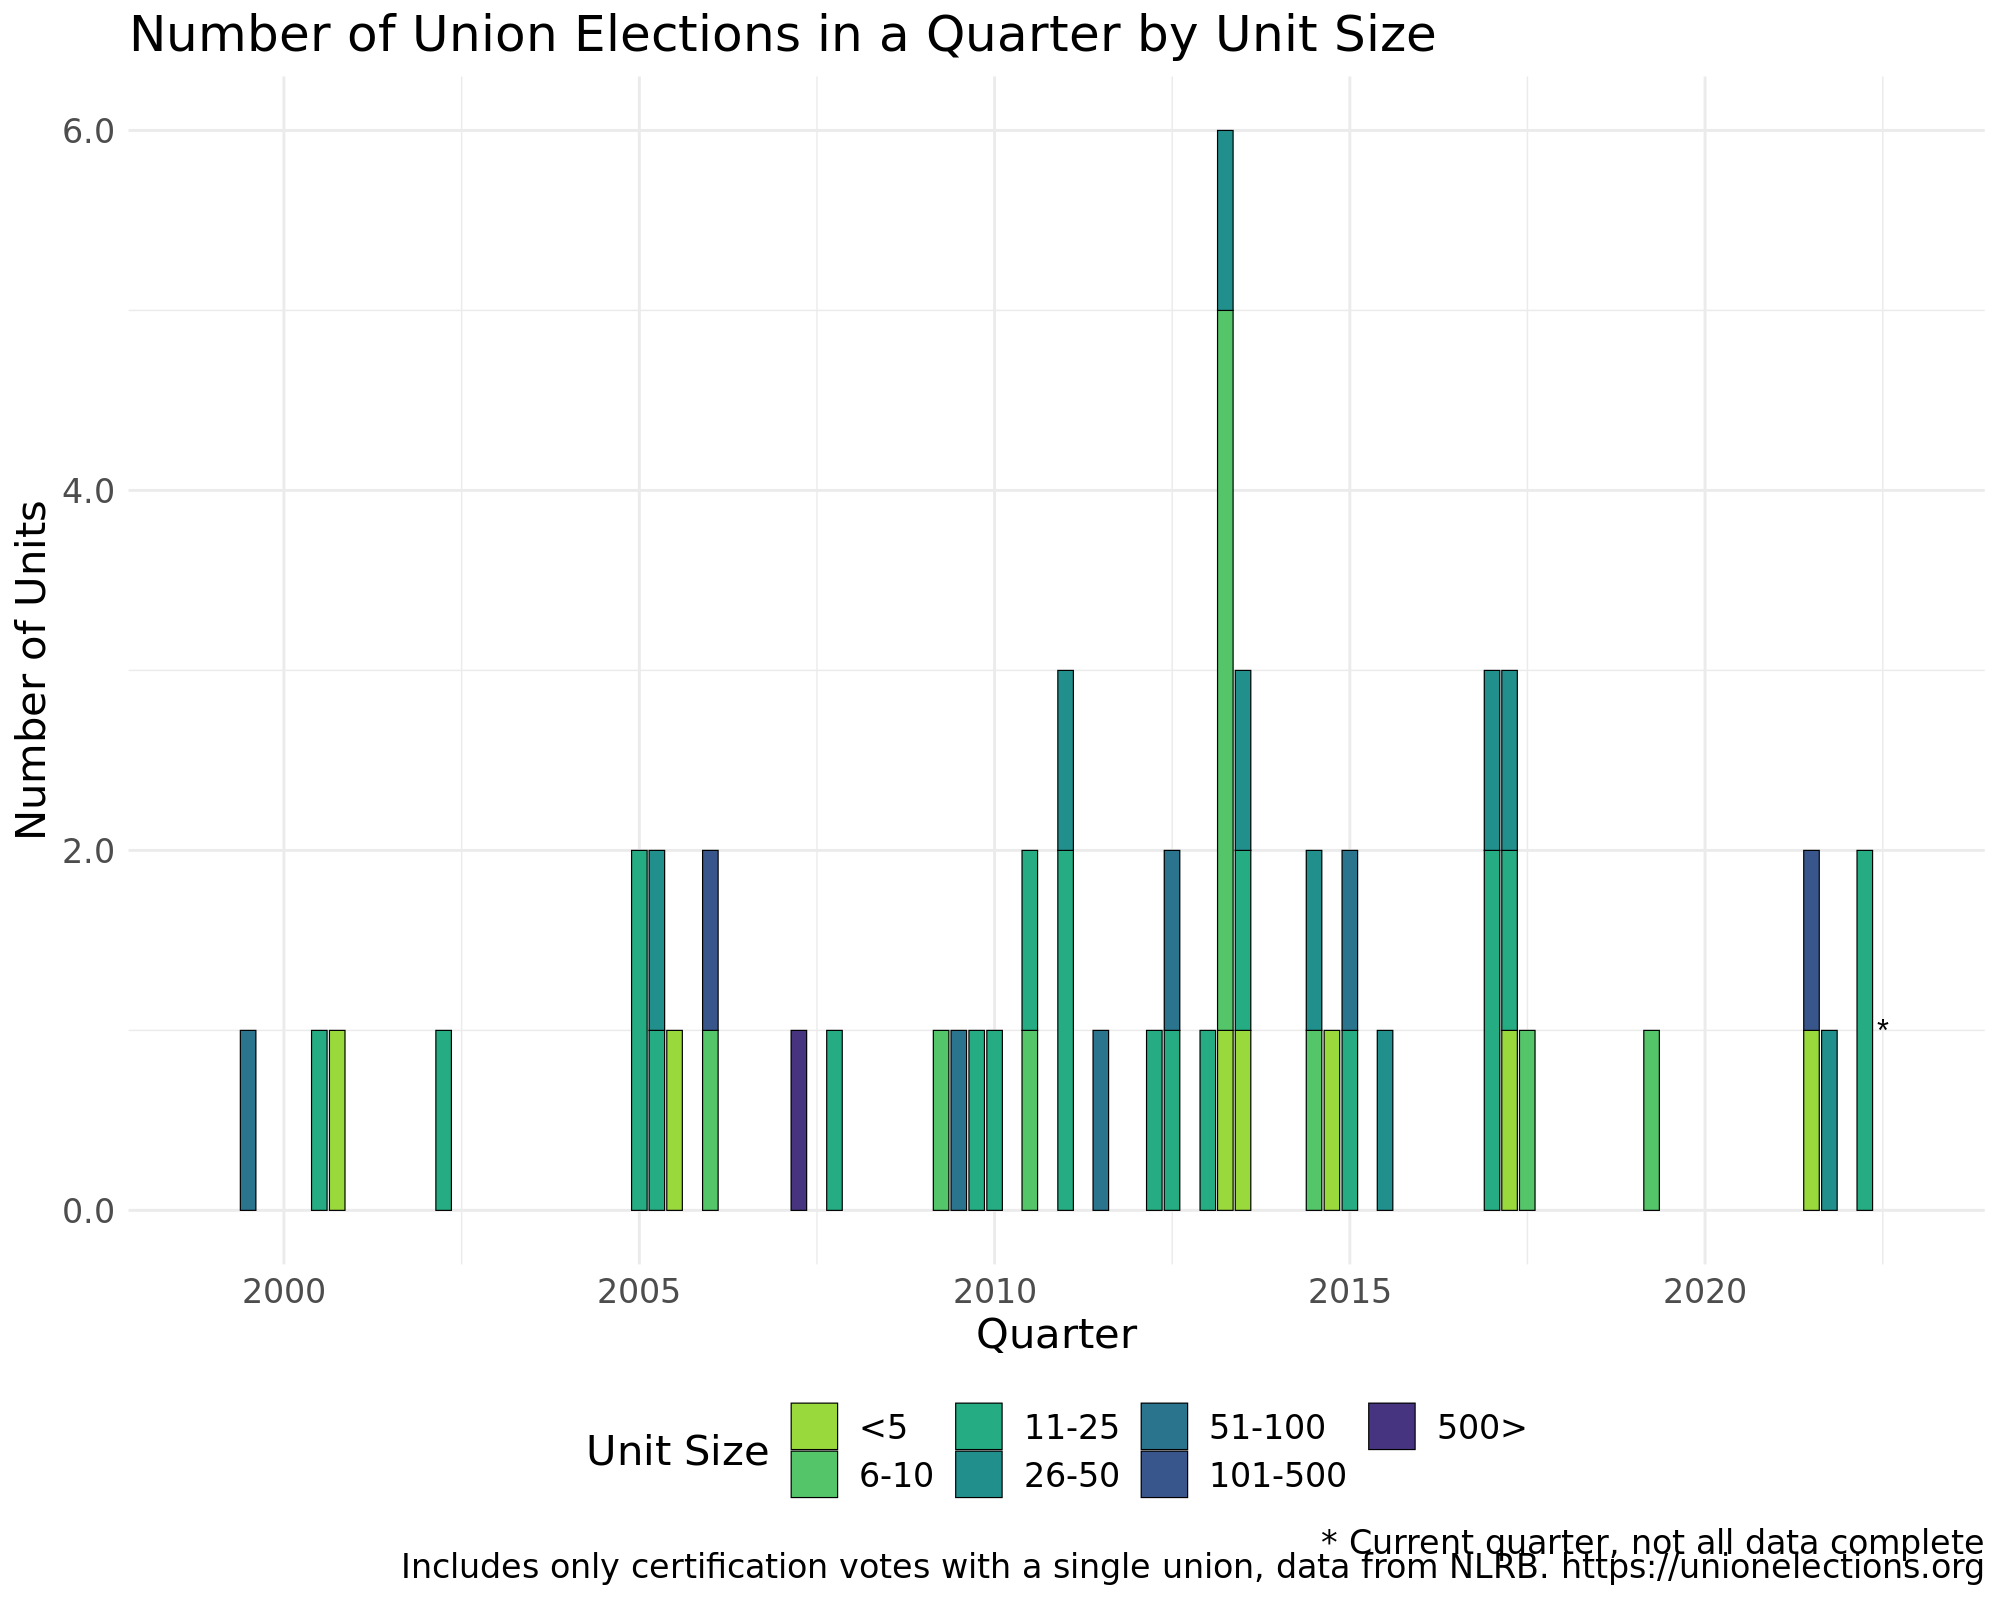 Number of Union Elections in a Quarter by Unit Size
Number of Units
6.0
4.0
2.0
0.0
*
2000 2005 2010 2015 2020
Quarter
Unit Size
<5 11-25 51-100 500>
6-10 26-50 101-500
* Current quarter, not all data complete
Includes only certification votes with a single union, data from NLRB. https://unionelections.org